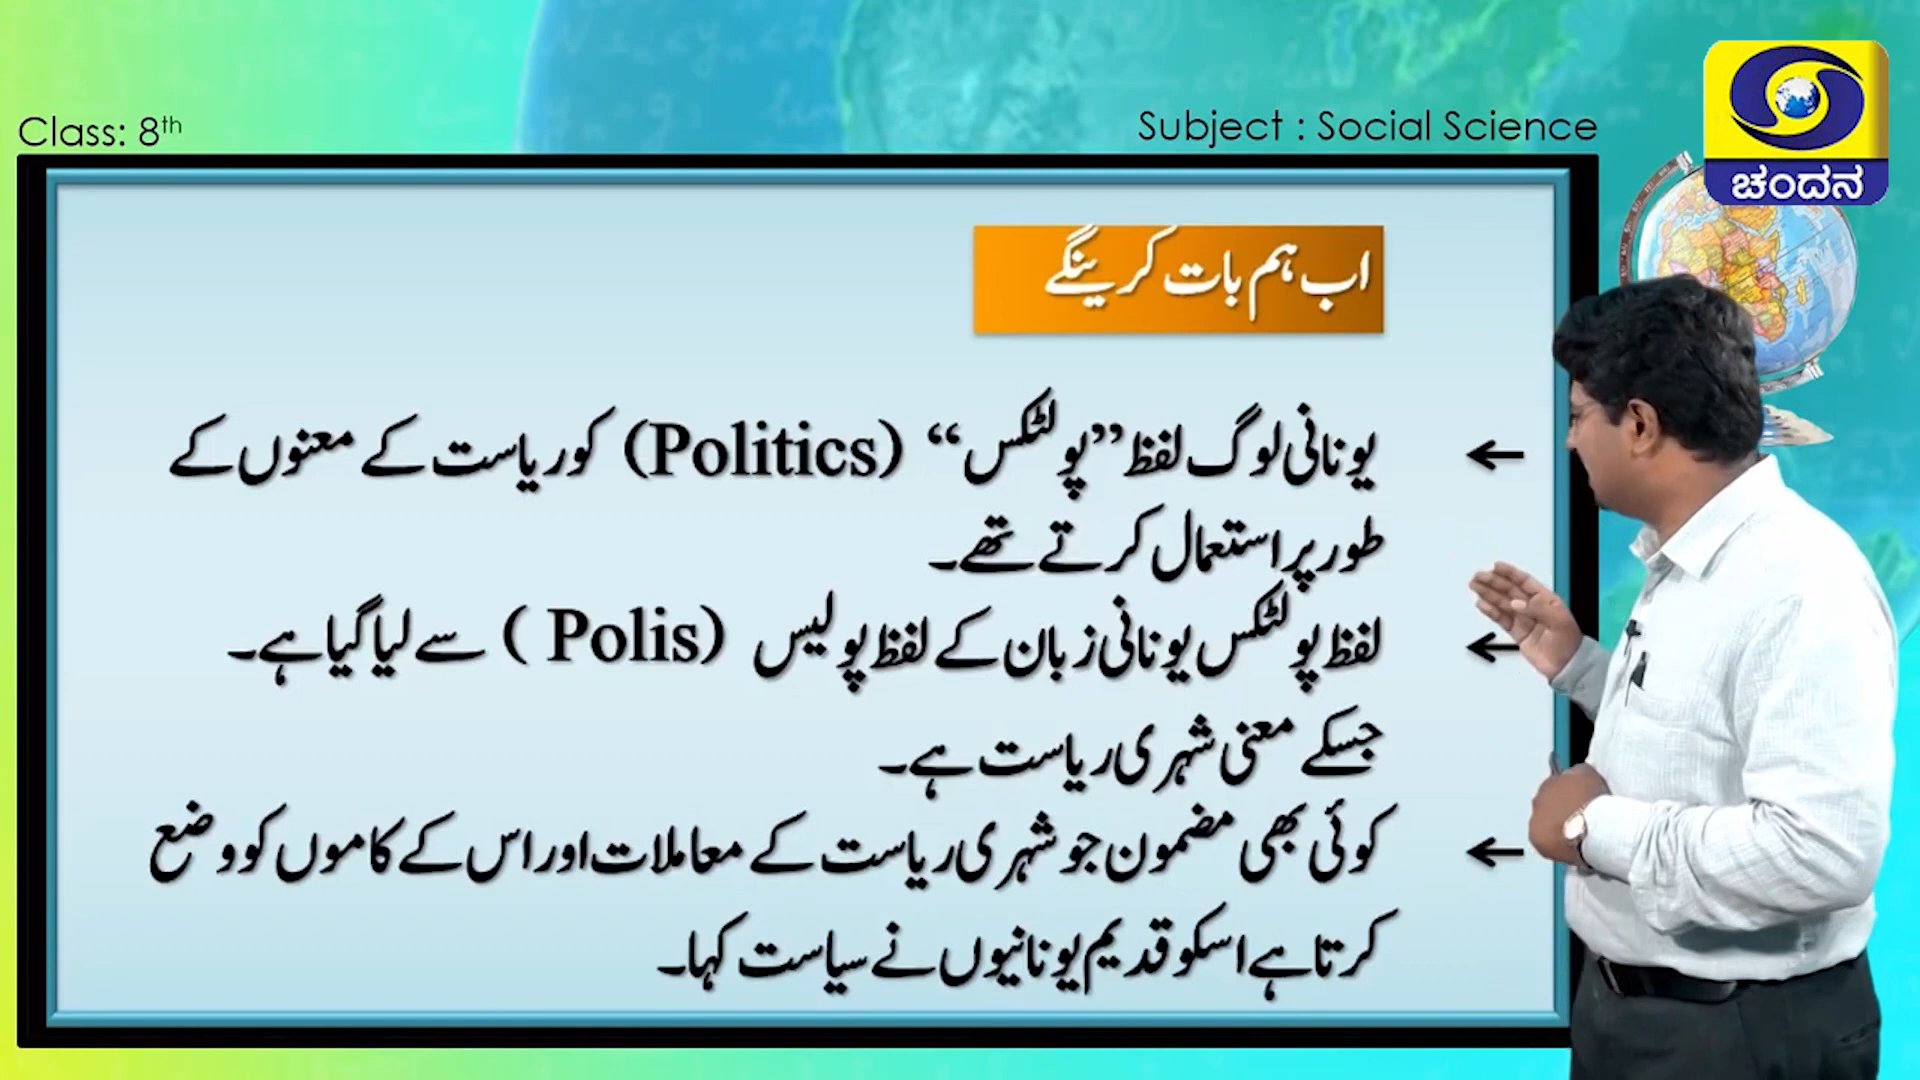 Class: 8th
Subject : Social Science
ಚಂದನ
اب ہم بات کرینگے
یونانی لوگ لفظ ”پولٹکس“ (Politics) کو ریاست کے معنوں کے
طور پر استعمال کرتے تھے۔
لفظ پولٹکس یونانی زبان کے لفظ پولیس (Polis ) سے لیا گیا ہے۔
جسکے معنی شہری ریاست ہے۔
کوئی بھی مضمون جو شہری ریاست کے معاملات اور اس کے کاموں کو وضع
کرتا ہے اسکو قدیم یونانیوں نے سیاست کہا۔